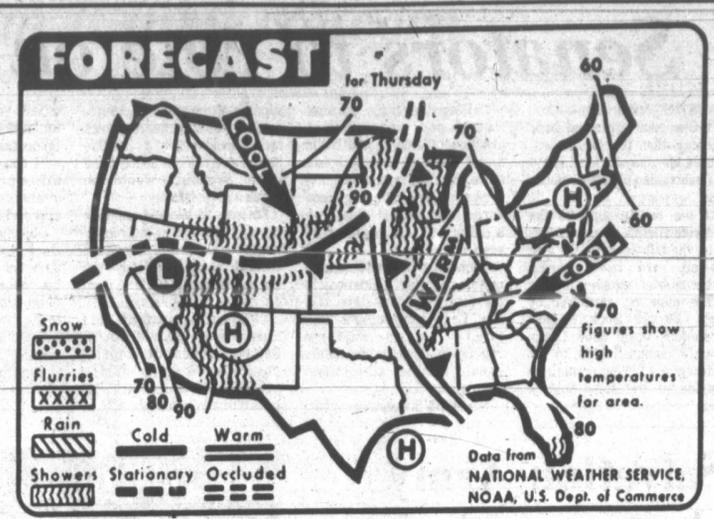 FORECAST
for Thursday
70
60
COOL
70
90
H
60
COOL
WARM
L
H
70
Figures show
high
temperatures
for area.
Snow
Flurries
XXXX
Rain
Showers
70
80
90
Cold
Warm
Stationary
Occluded
H
80
Data from
NATIONAL WEATHER SERVICE,
NOAA, U.S. Dept. of Commerce